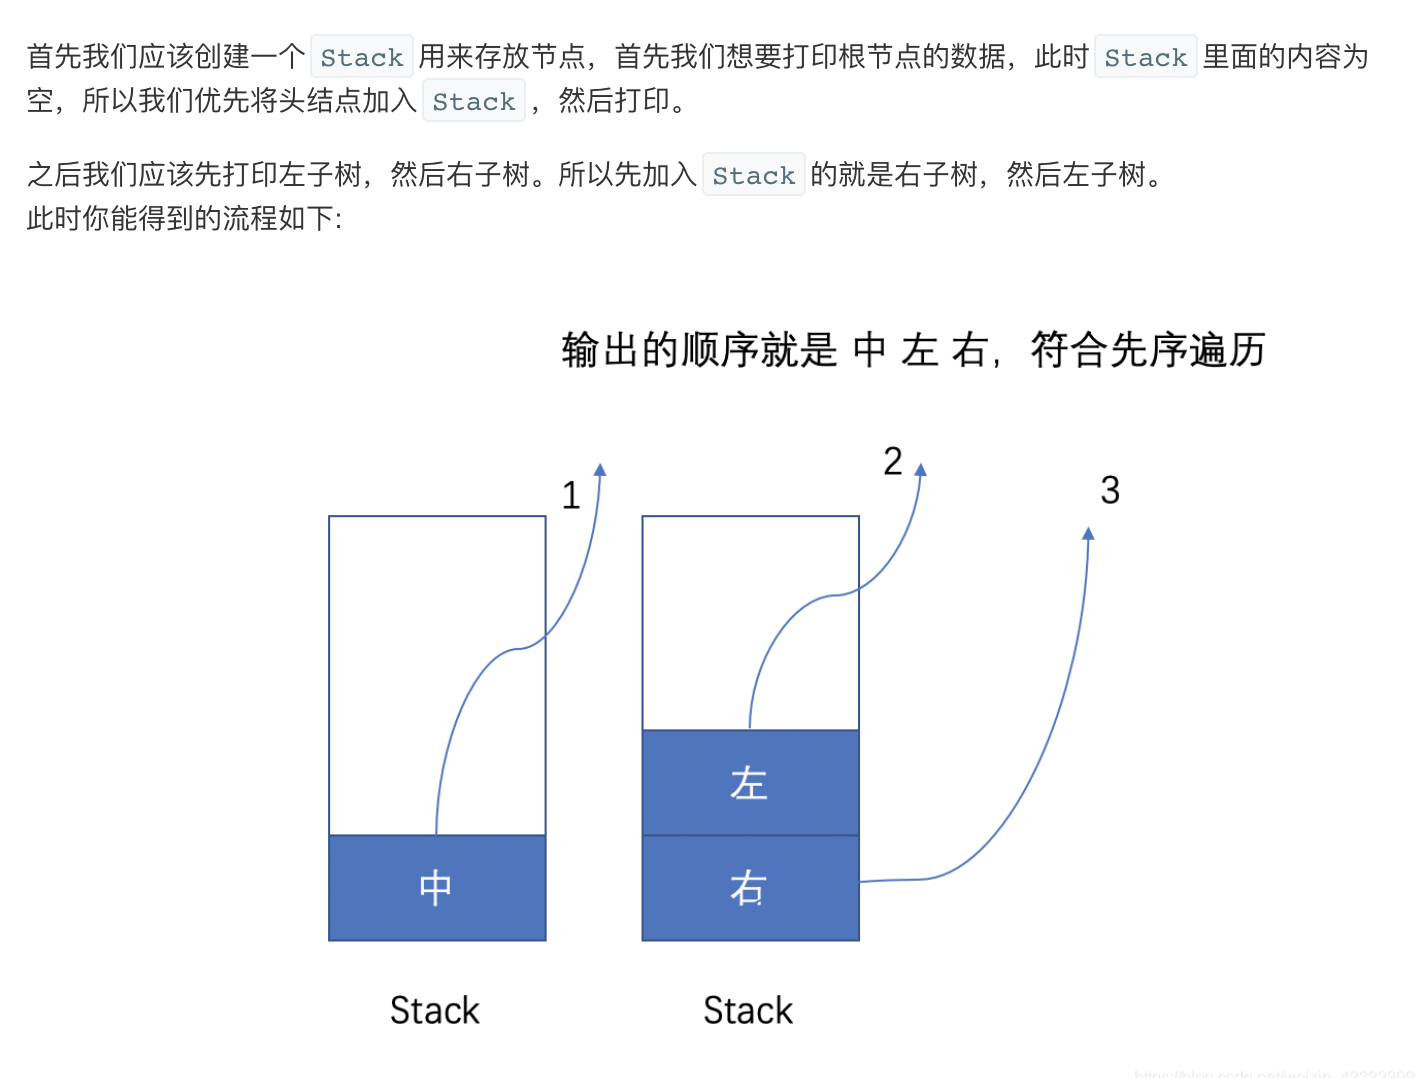 首先我们应该创建一个 Stack 用来存放节点，首先我们想要打印根节点的数据，此时 Stack 里面的内容为
空，所以我们优先将头结点加入 Stack ，然后打印。
之后我们应该先打印左子树，然后右子树。所以先加入 Stack 的就是右子树，然后左子树。
此时你能得到的流程如下:
输出的顺序就是 中 左 右，符合先序遍历
1
2
3
左
中
右
Stack
Stack